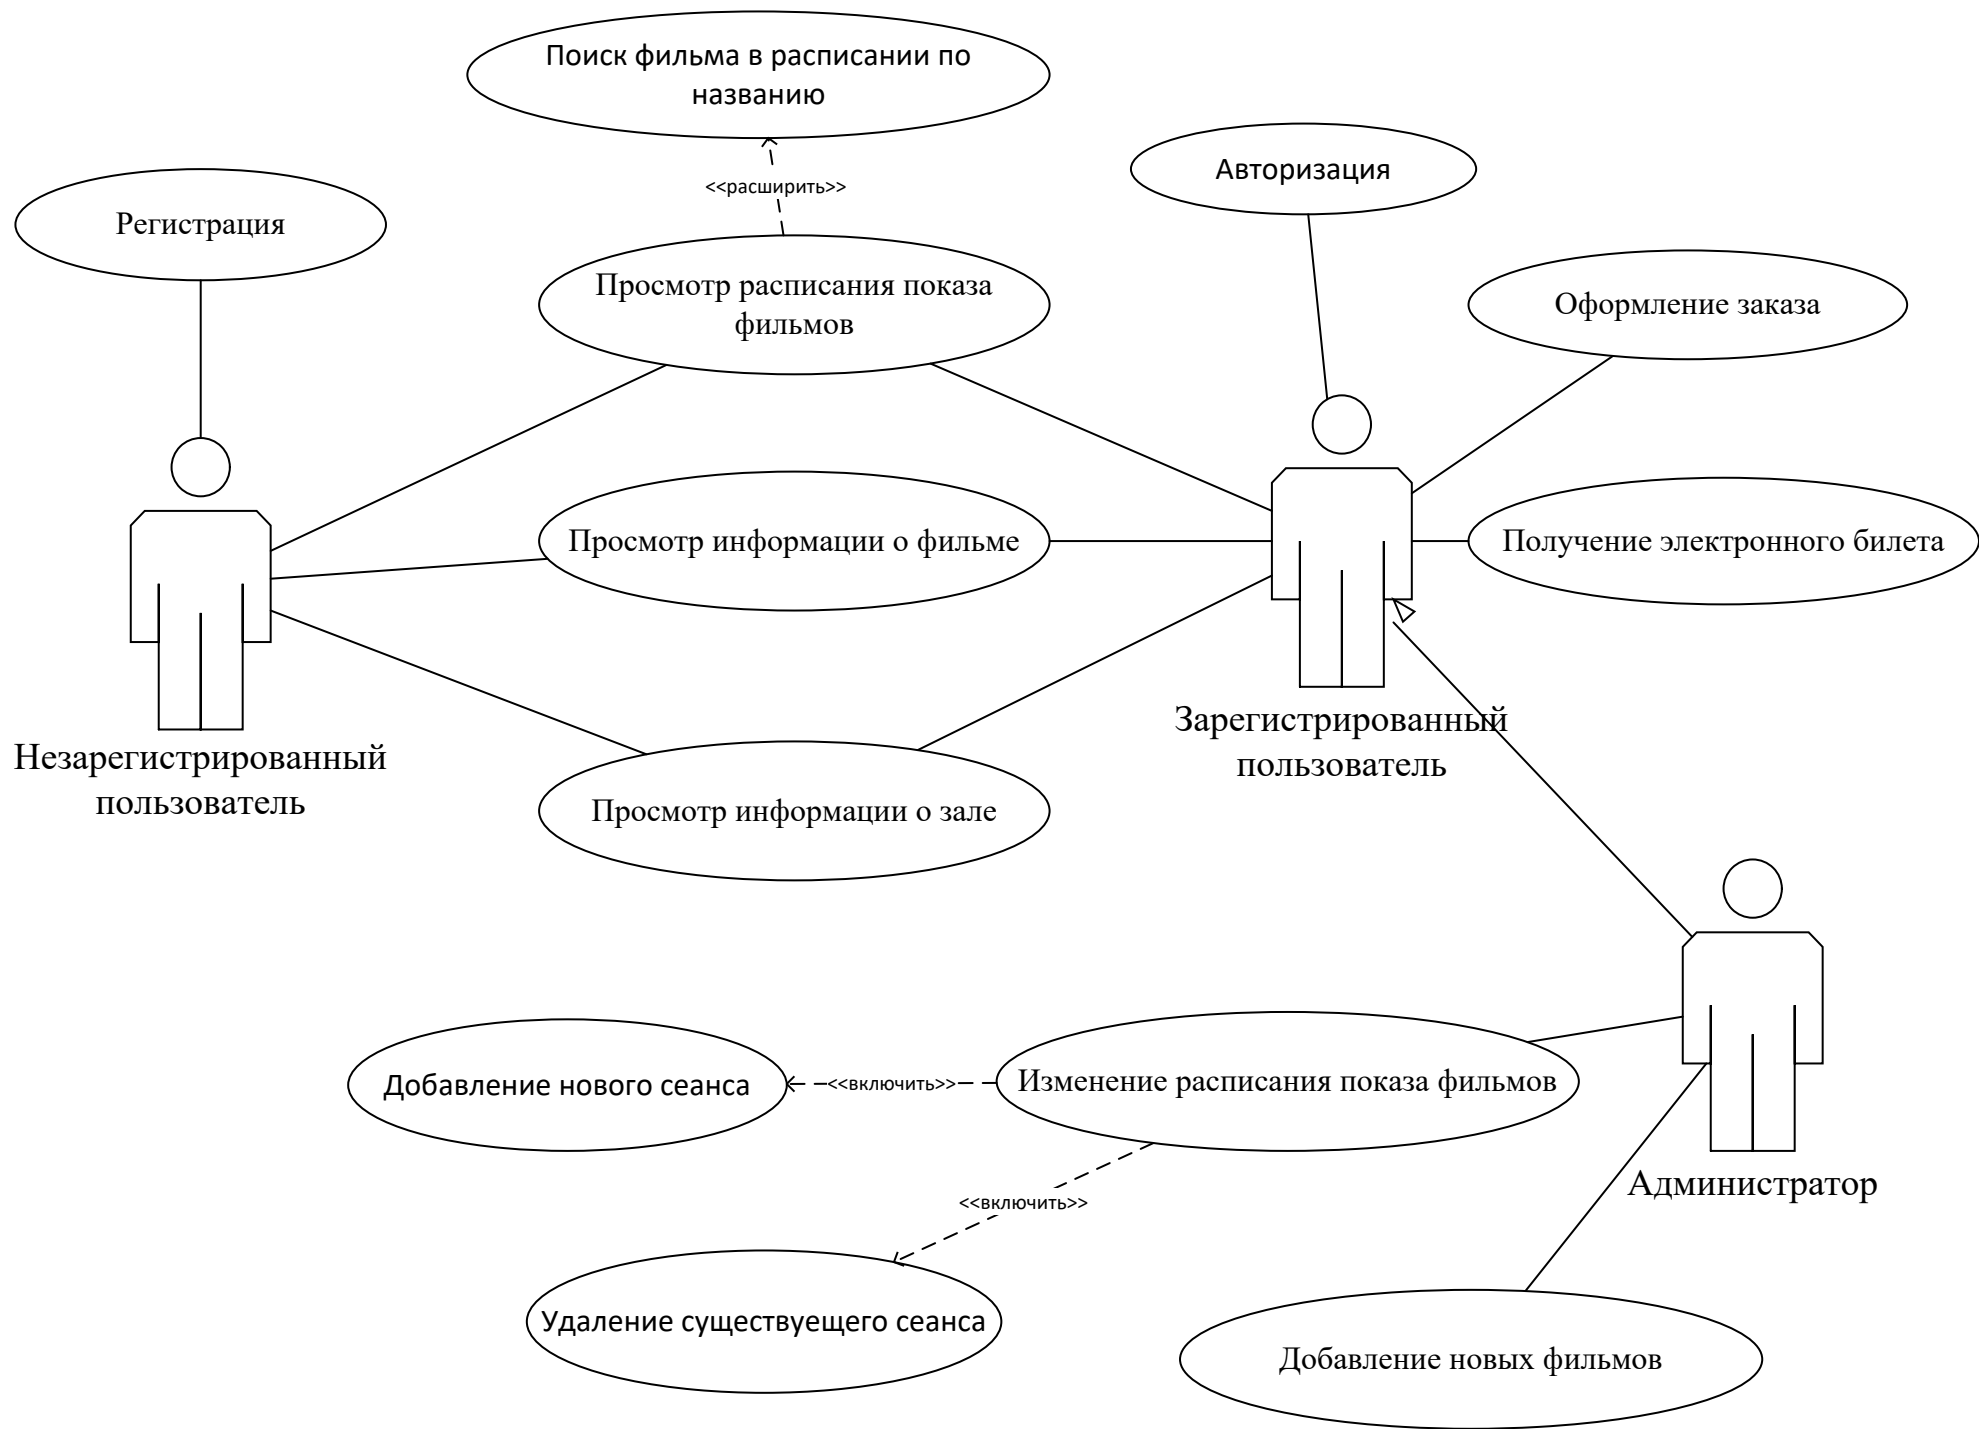 Поиск фильма в расписании по
названию
Авторизация
<<расширить>>
Регистрация
Просмотр расписания показа
фильмов
Оформление заказа
Просмотр информации о фильме
Получение электронного билета
Зарегистрированный
пользователь
Незарегистрированный
пользователь
Просмотр информации о зале
Добавление нового сеанса
<<включить>>
Изменение расписания показа фильмов
Администратор
<<включить>>
Удаление существуещего сеанса
Добавление новых фильмов